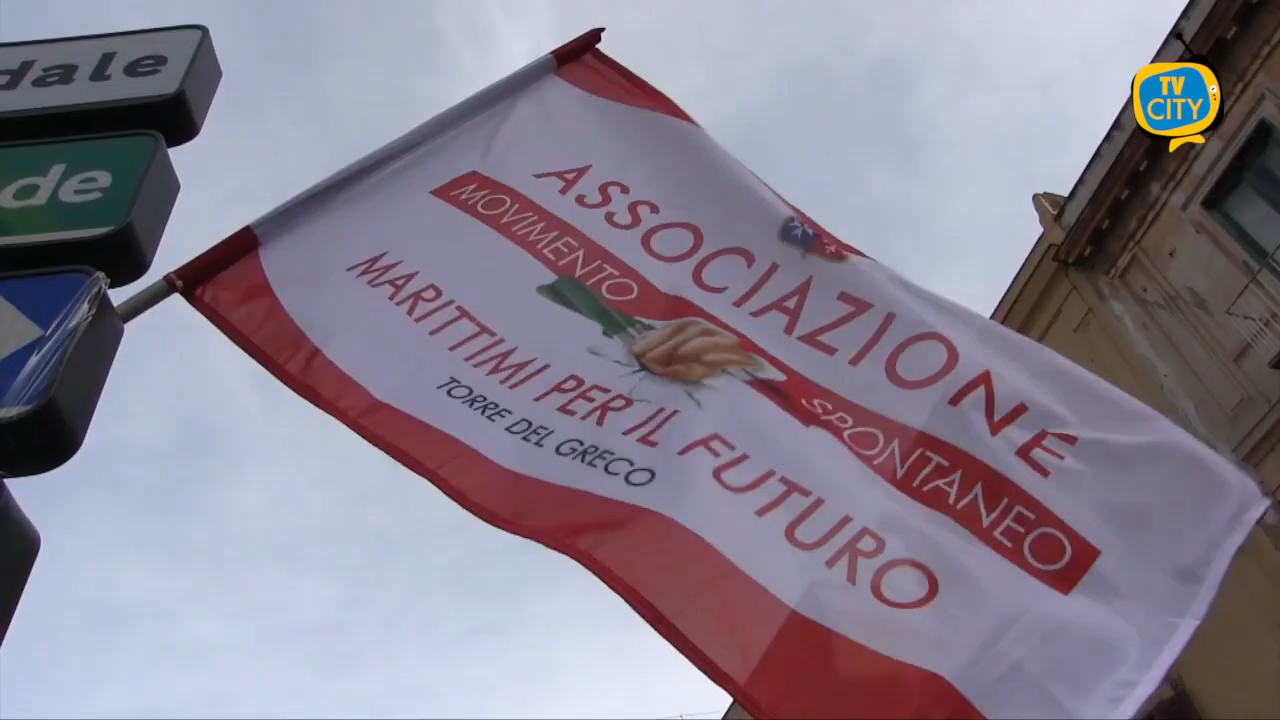 dale
de
TV
CITY
ASSOCIAZIONE
MOVIMENTO SPONTANEO
MARITTIMI PER IL FUTURO
TORRE DEL GRECO